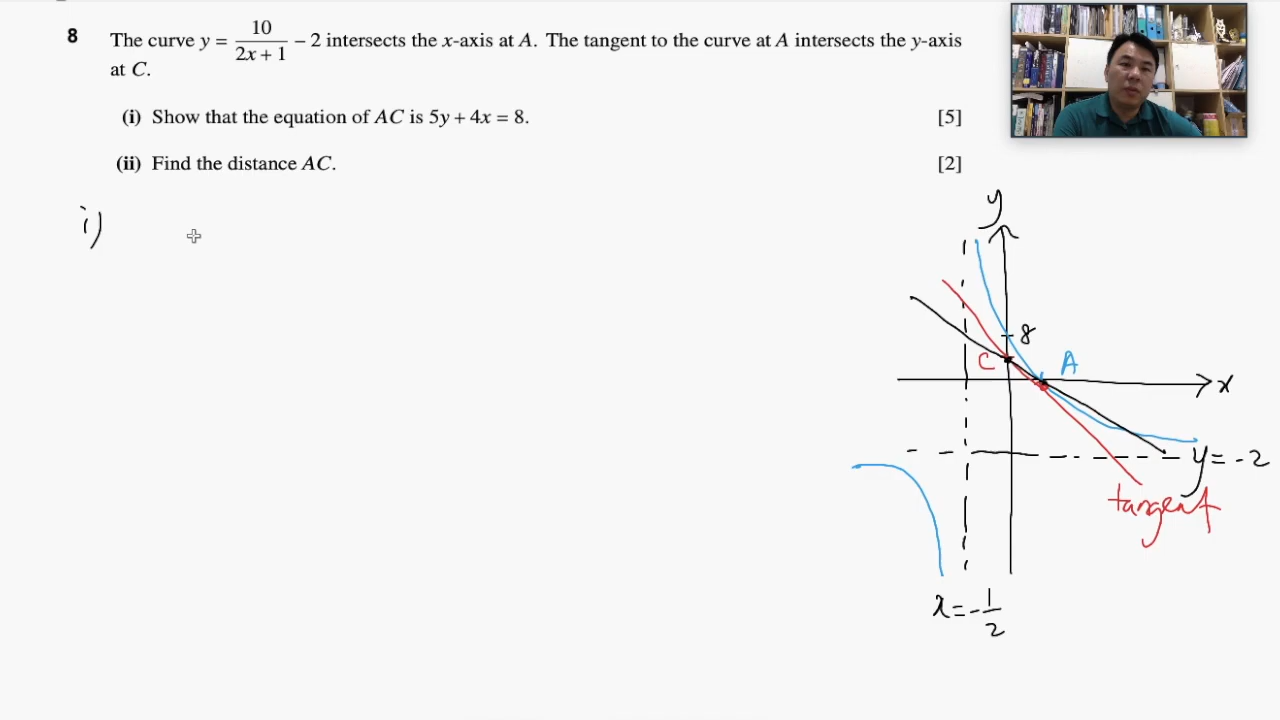 8 The curve y = 10/(2x + 1) − 2 intersects the x-axis at A. The tangent to the curve at A intersects the y-axis
at C.
(i) Show that the equation of AC is 5y + 4x = 8. [5]
(ii) Find the distance AC. [2]
i)
y
8
C A
x
y = -2
tangent
x = -1/2